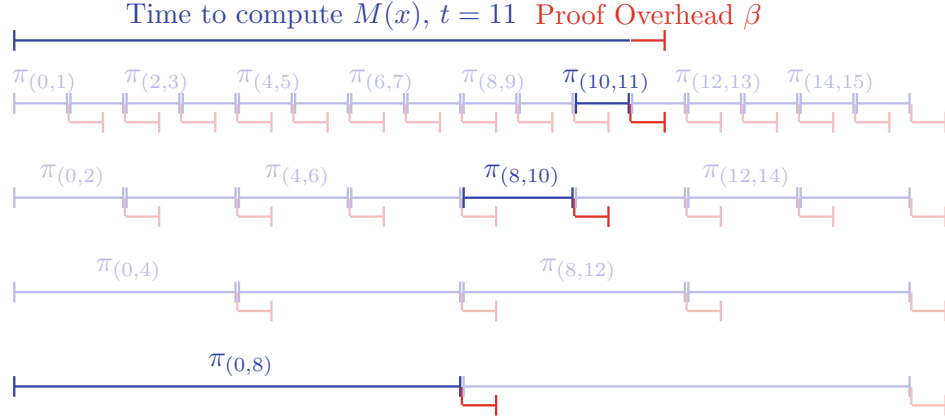 Time to compute M(x), t = 11 Proof Overhead β
π(0,1) π(2,3) π(4,5) π(6,7) π(8,9) π(10,11) π(12,13) π(14,15)
π(0,2) π(4,6) π(8,10) π(12,14)
π(0,4) π(8,12)
π(0,8)